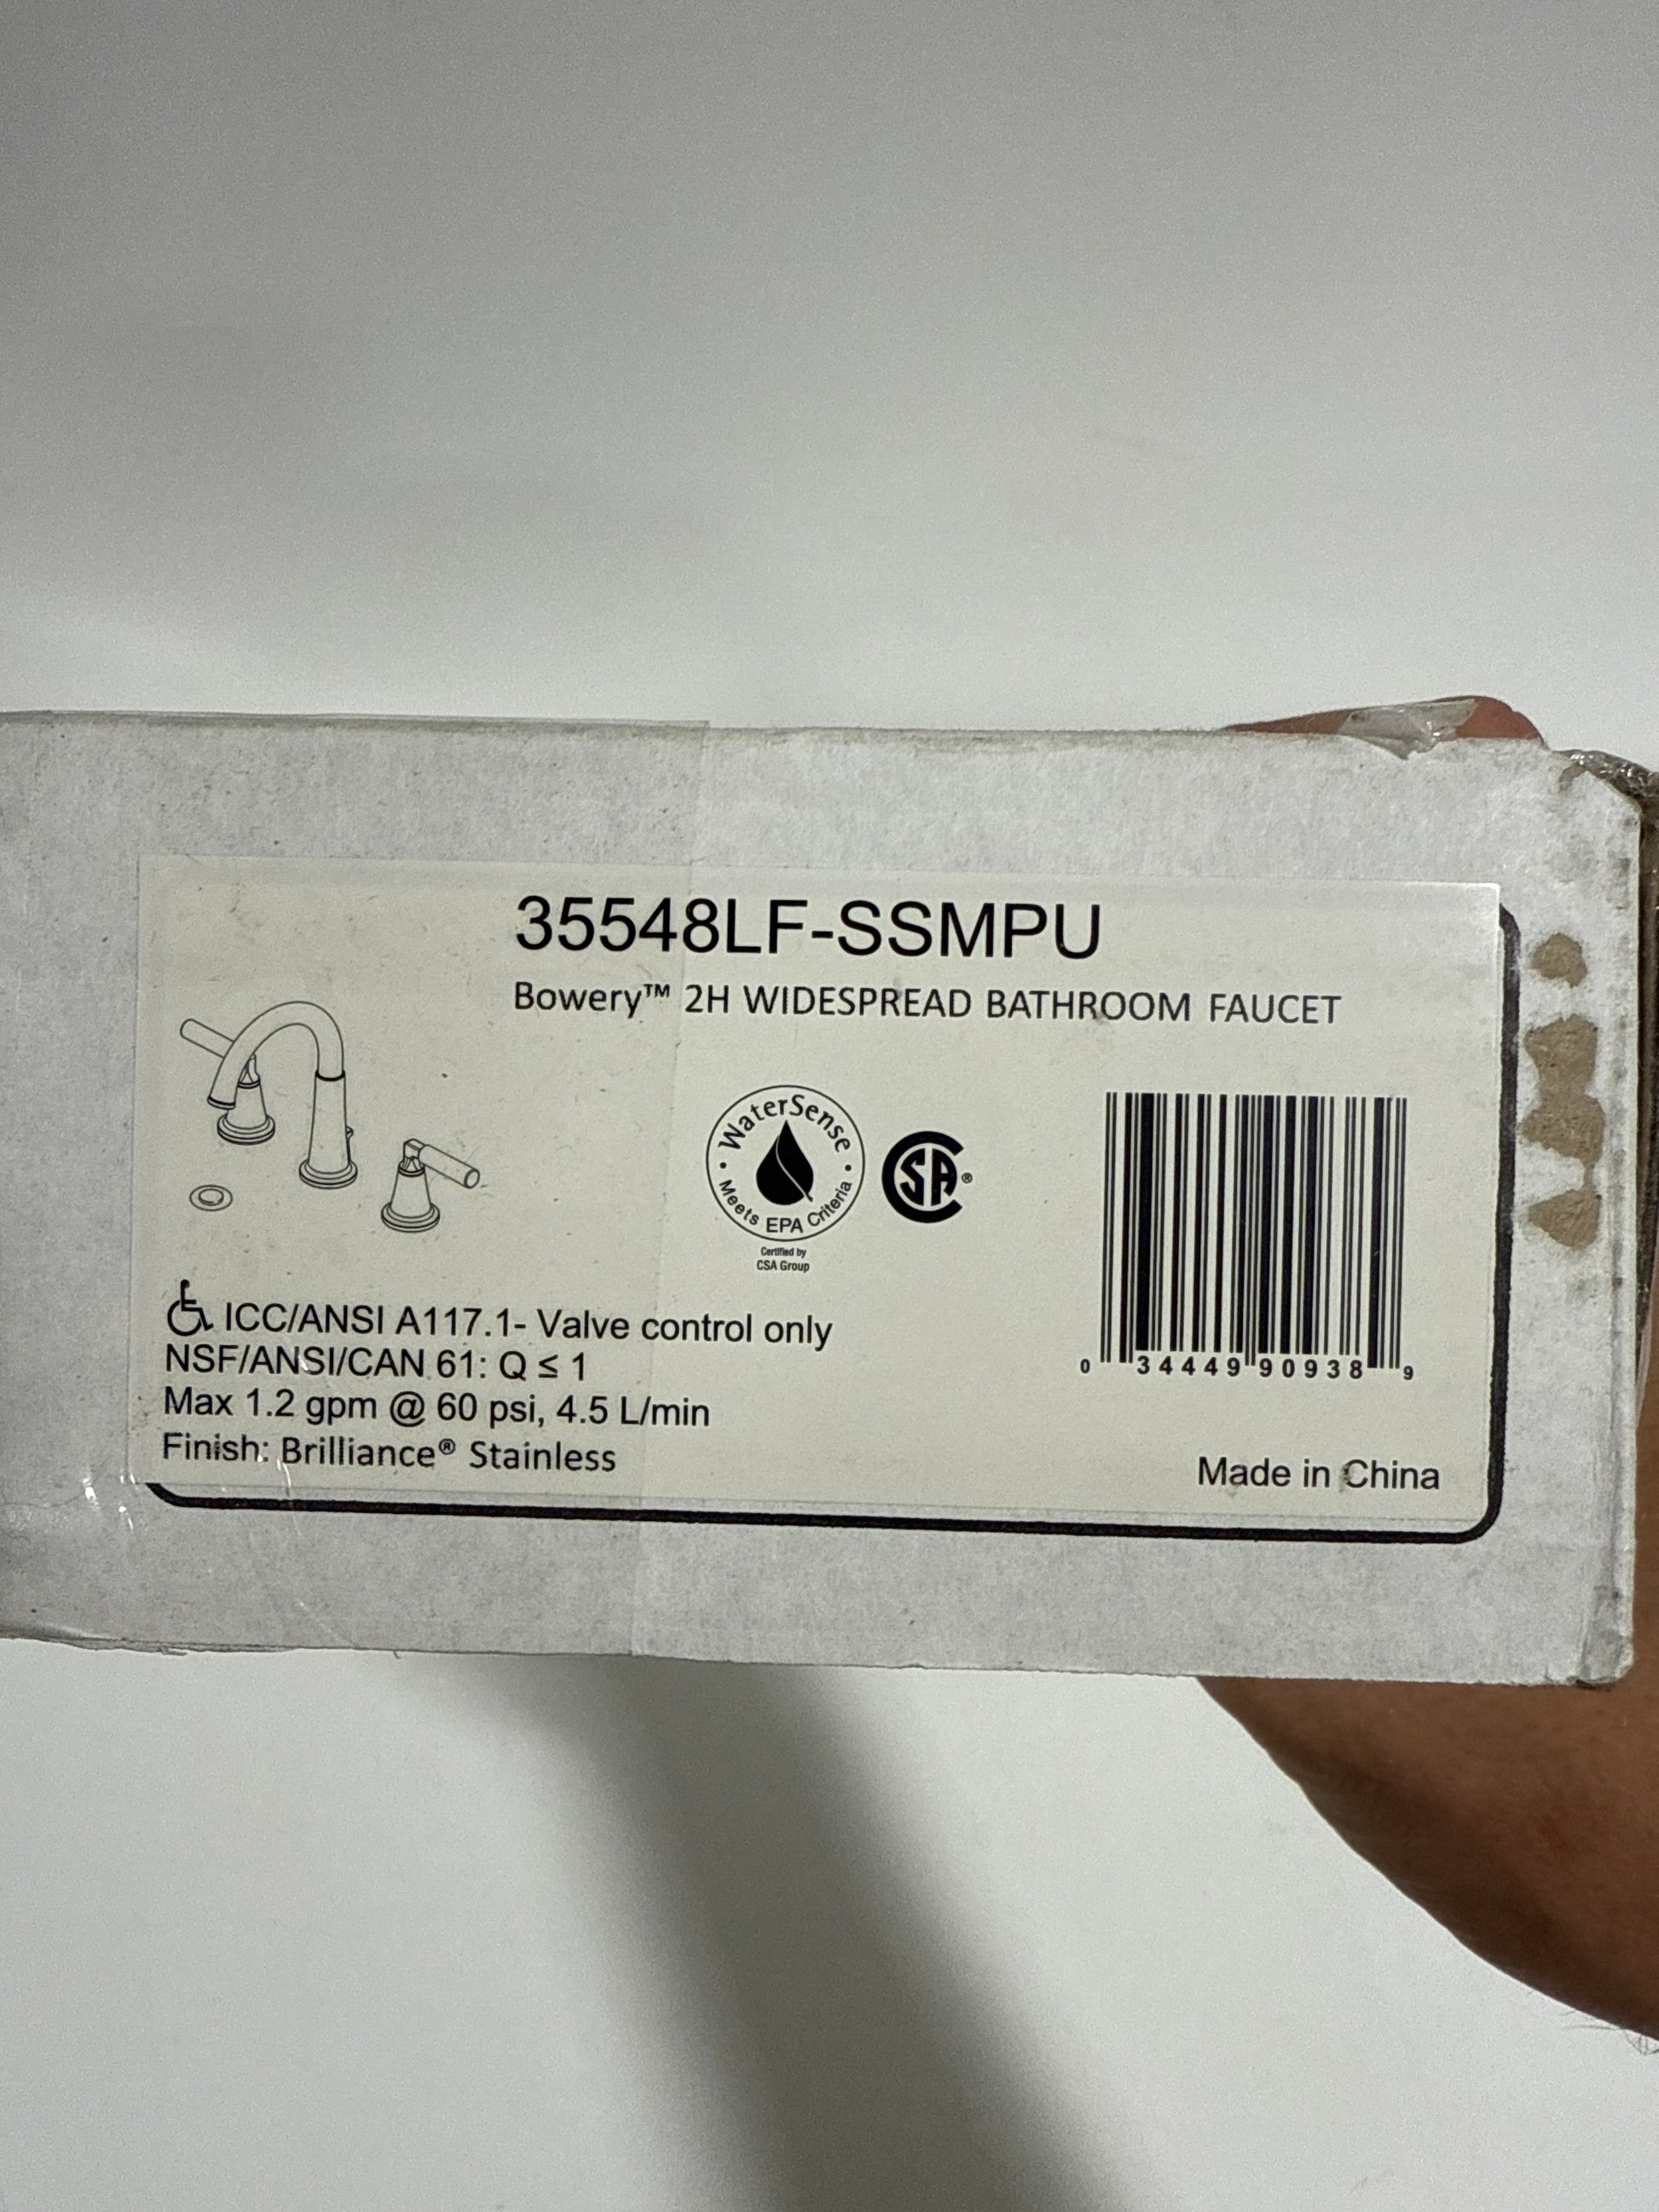 35548LF-SSMPU
Bowery™ 2H WIDESPREAD BATHROOM FAUCET
WaterSense
Meets EPA Criteria
Certified by
CSA Group
SA®
0 34449 90938 9
ICC/ANSI A117.1- Valve control only
NSF/ANSI/CAN 61: Q ≤ 1
Max 1.2 gpm @ 60 psi, 4.5 L/min
Finish: Brilliance® Stainless
Made in China